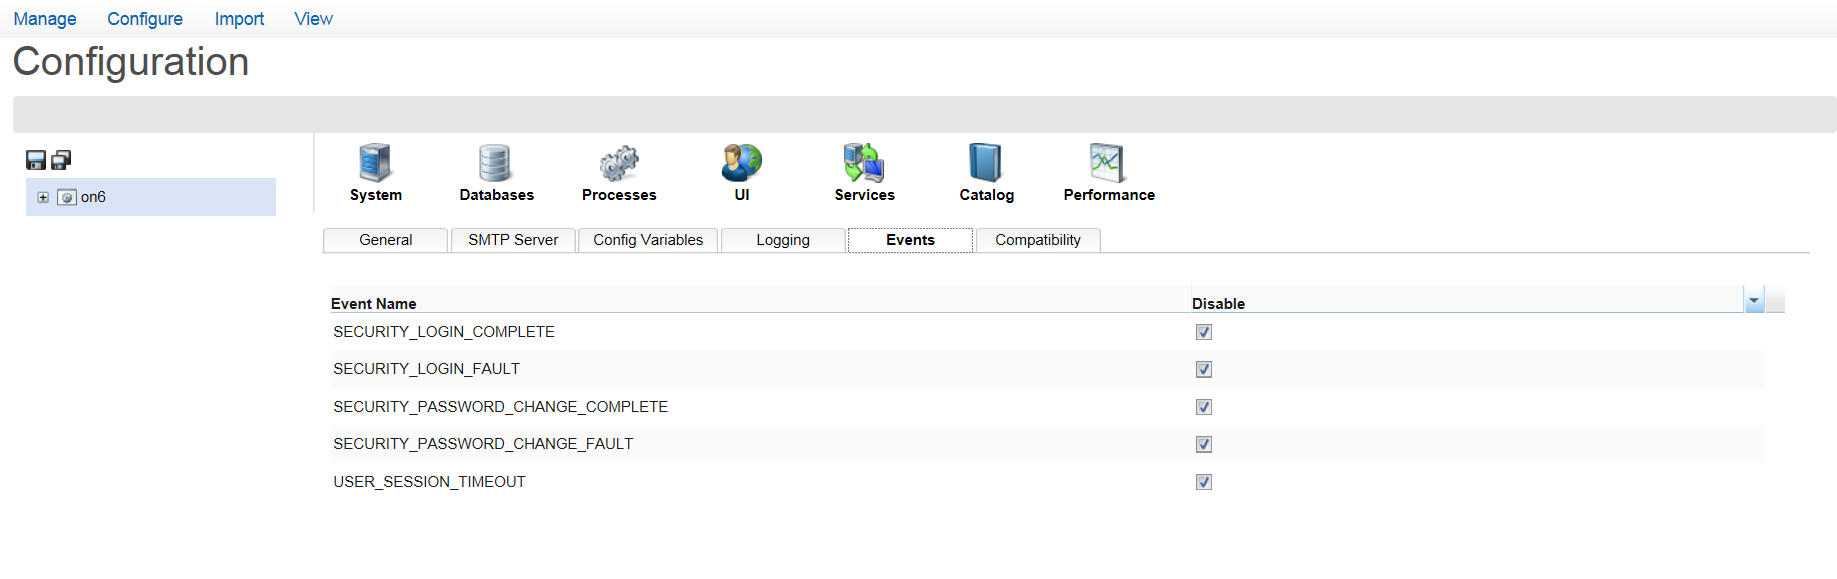 Manage Configure Import View
Configuration
on6
System Databases Processes UI Services Catalog Performance
General SMTP Server Config Variables Logging Events Compatibility
Event Name Disable
SECURITY_LOGIN_COMPLETE
SECURITY_LOGIN_FAULT
SECURITY_PASSWORD_CHANGE_COMPLETE
SECURITY_PASSWORD_CHANGE_FAULT
USER_SESSION_TIMEOUT